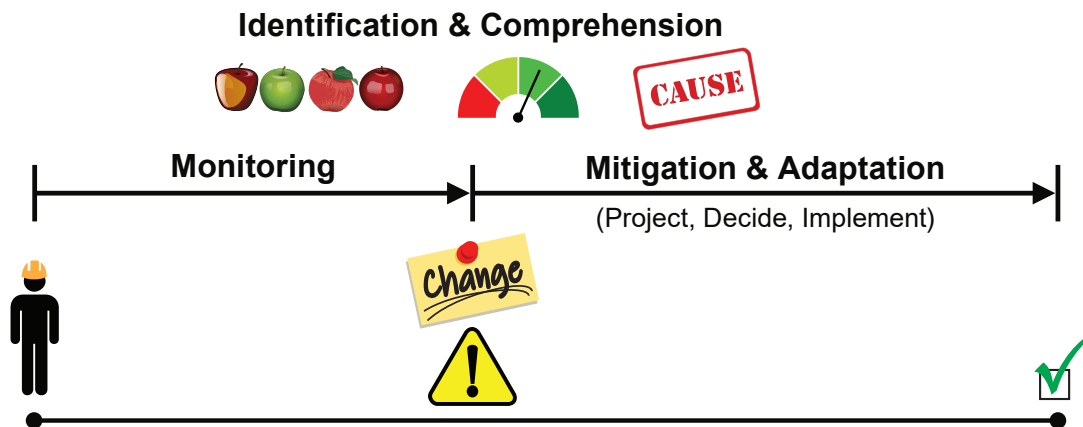 Identification & Comprehension
CAUSE
Monitoring
Mitigation & Adaptation
(Project, Decide, Implement)
Change
!